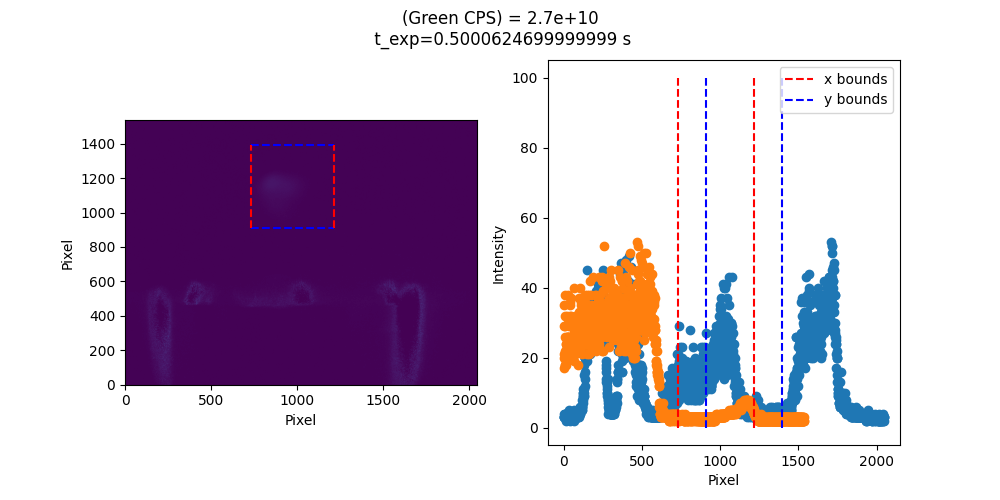 (Green CPS) = 2.7e+10
t_exp=0.5000624699999999 s
1400
1200
1000
800
600
400
200
0
0 500 1000 1500 2000
Pixel
Pixel
100
80
60
40
20
0
0 500 1000 1500 2000
Intensity
Pixel
x bounds
y bounds